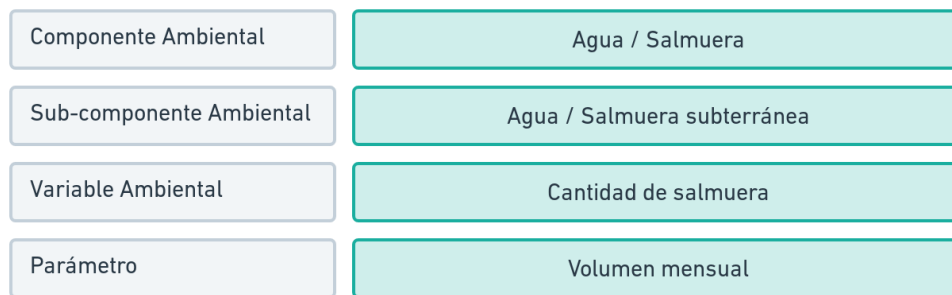 Componente Ambiental
Agua / Salmuera
Sub-componente Ambiental
Agua / Salmuera subterránea
Variable Ambiental
Cantidad de salmuera
Parámetro
Volumen mensual